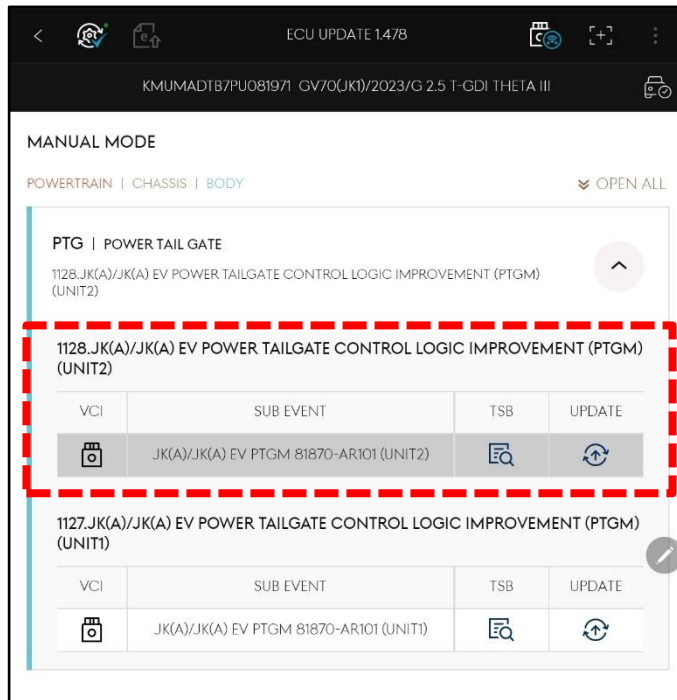 ECU UPDATE 1.478
KMUMADTB7PU081971 GV70(JK1)/2023/G 2.5 T-GDI THETA III
MANUAL MODE
POWERTRAIN | CHASSIS | BODY
OPEN ALL
PTG | POWER TAIL GATE
1128.JK(A)/JK(A) EV POWER TAILGATE CONTROL LOGIC IMPROVEMENT (PTGM)
(UNIT2)
1128.JK(A)/JK(A) EV POWER TAILGATE CONTROL LOGIC IMPROVEMENT (PTGM)
(UNIT2)
VCI SUB EVENT TSB UPDATE
JK(A)/JK(A) EV PTGM 81870-AR101 (UNIT2)
1127.JK(A)/JK(A) EV POWER TAILGATE CONTROL LOGIC IMPROVEMENT (PTGM)
(UNIT1)
VCI SUB EVENT TSB UPDATE
JK(A)/JK(A) EV PTGM 81870-AR101 (UNIT1)